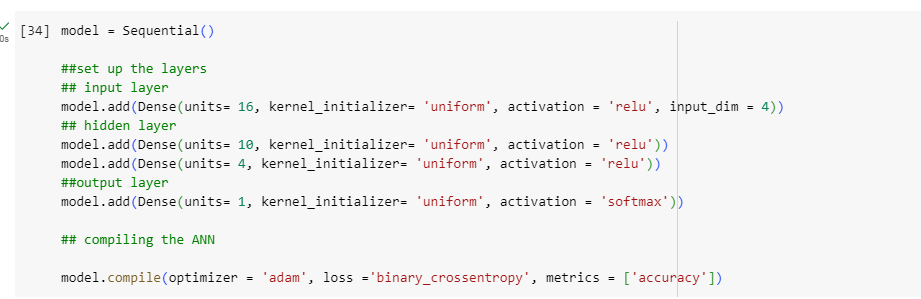 [34] model = Sequential()
0s
##set up the layers
## input layer
model.add(Dense(units= 16, kernel_initializer= 'uniform', activation = 'relu', input_dim = 4))
## hidden layer
model.add(Dense(units= 10, kernel_initializer= 'uniform', activation = 'relu'))
model.add(Dense(units= 4, kernel_initializer= 'uniform', activation = 'relu'))
##output layer
model.add(Dense(units= 1, kernel_initializer= 'uniform', activation = 'softmax'))
## compiling the ANN
model.compile(optimizer = 'adam', loss ='binary_crossentropy', metrics = ['accuracy'])